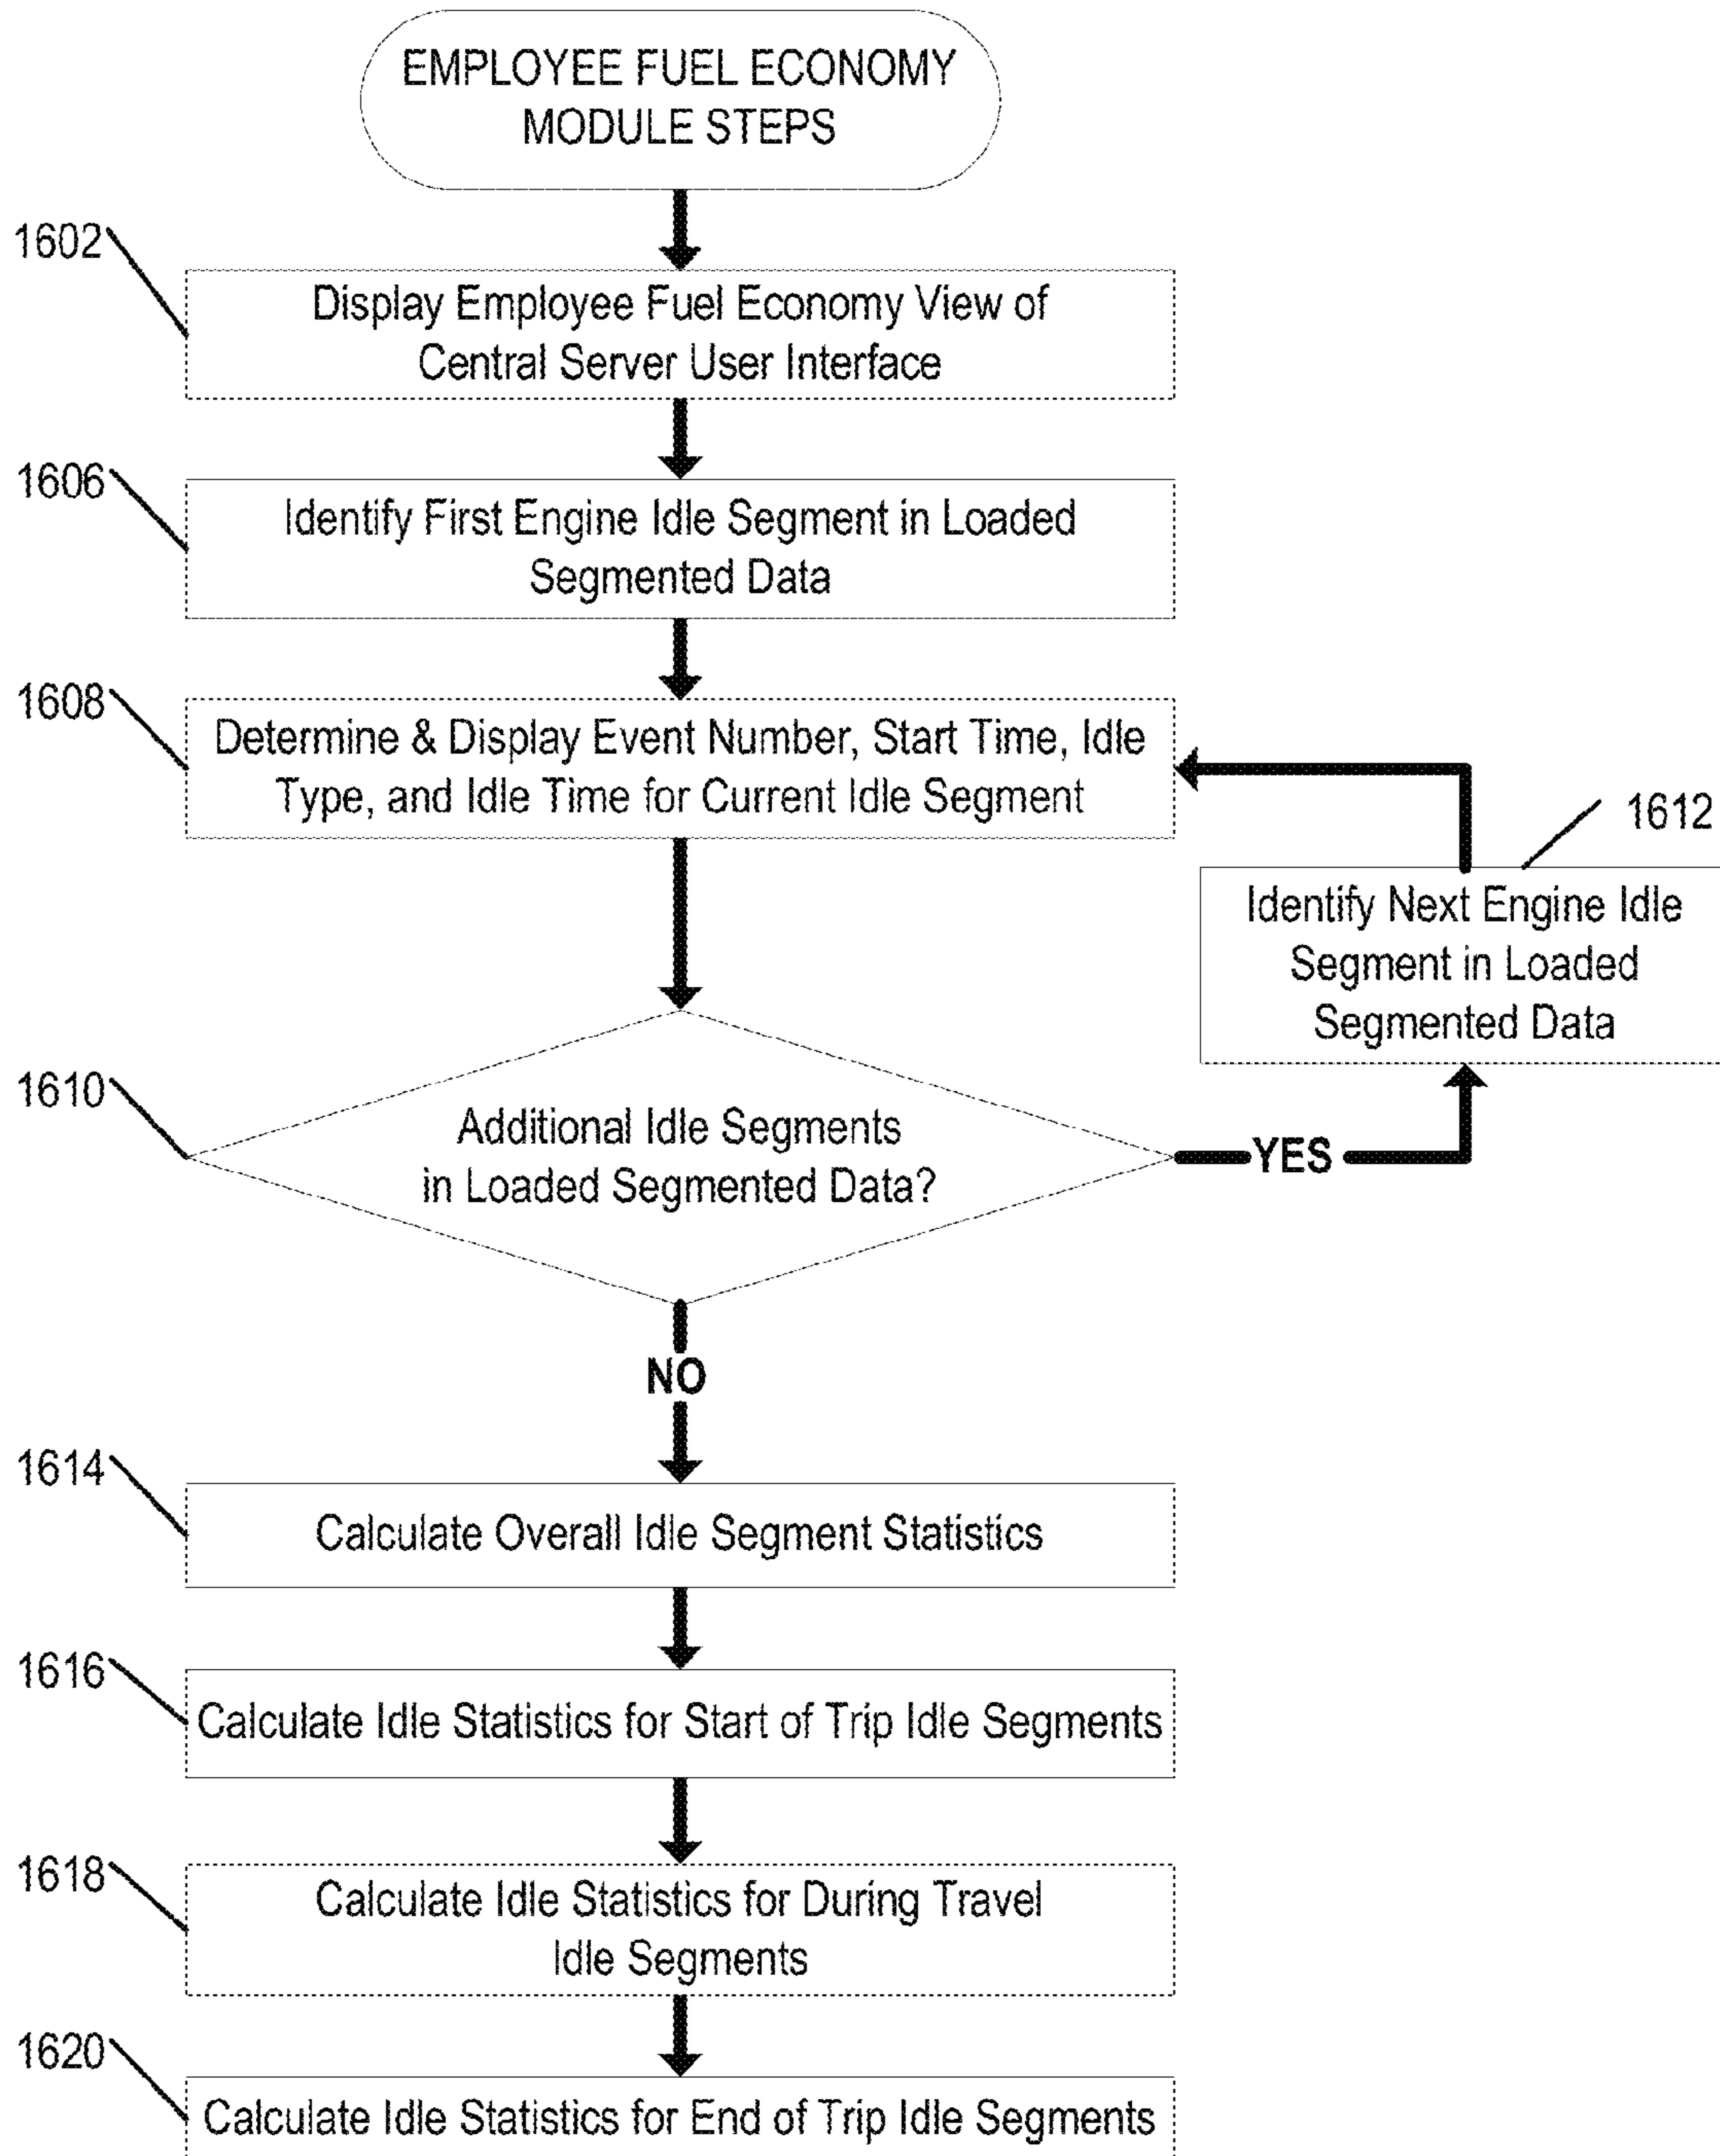 EMPLOYEE FUEL ECONOMY
MODULE STEPS
1602
Display Employee Fuel Economy View of
Central Server User Interface
1606
Identify First Engine Idle Segment in Loaded
Segmented Data
1608
Determine & Display Event Number, Start Time, Idle
Type, and Idle Time for Current Idle Segment
1612
Identify Next Engine Idle
Segment in Loaded
Segmented Data
1610
Additional Idle Segments
in Loaded Segmented Data?
YES
NO
1614
Calculate Overall Idle Segment Statistics
1616
Calculate Idle Statistics for Start of Trip Idle Segments
1618
Calculate Idle Statistics for During Travel
Idle Segments
1620
Calculate Idle Statistics for End of Trip Idle Segments